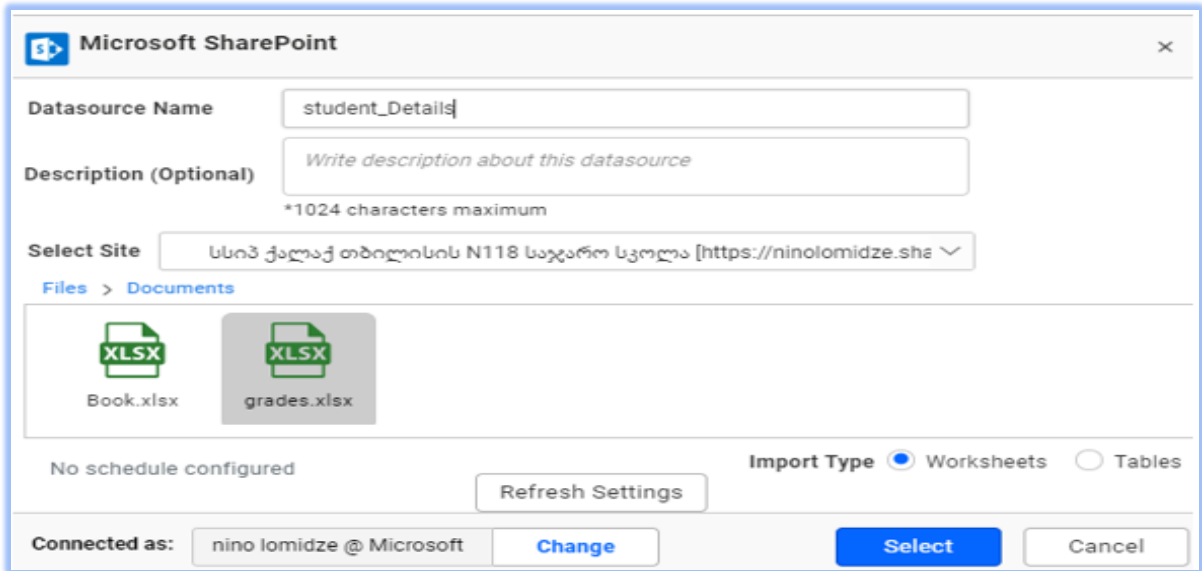 Microsoft SharePoint
Datasource Name student_Details
Description (Optional) Write description about this datasource
*1024 characters maximum
Select Site სსიპ ქალაქ თბილისის N118 საჯარო სკოლა [https://ninolomidze.sha
Files > Documents
XLSX XLSX
Book.xlsx grades.xlsx
No schedule configured Import Type Worksheets Tables
Refresh Settings
Connected as: nino lomidze @ Microsoft Change Select Cancel